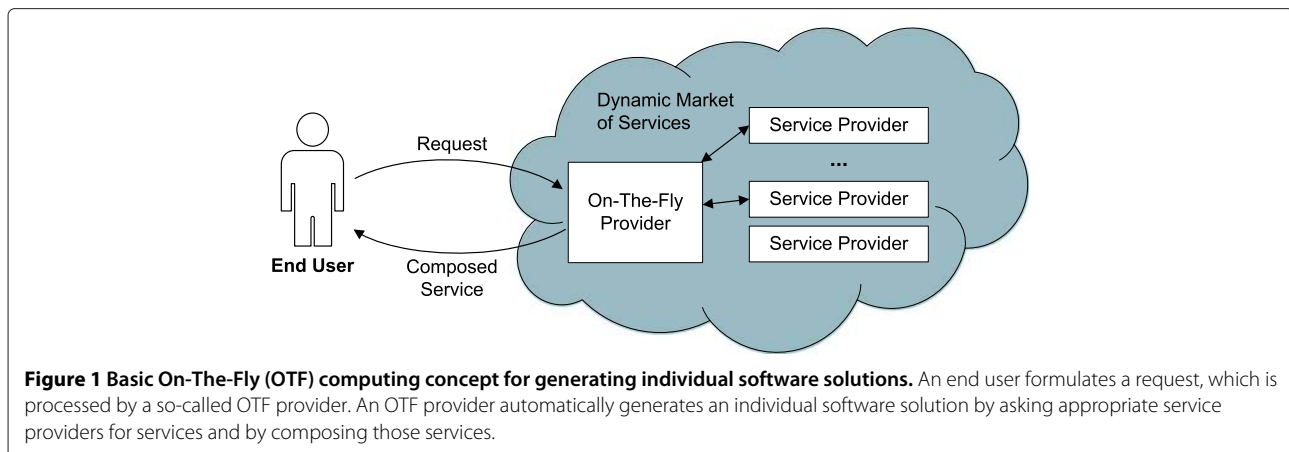 Dynamic Market
of Services
Service Provider
...
Service Provider
Service Provider
On-The-Fly
Provider
Request
Composed
Service
End User
Figure 1 Basic On-The-Fly (OTF) computing concept for generating individual software solutions. An end user formulates a request, which is
processed by a so-called OTF provider. An OTF provider automatically generates an individual software solution by asking appropriate service
providers for services and by composing those services.